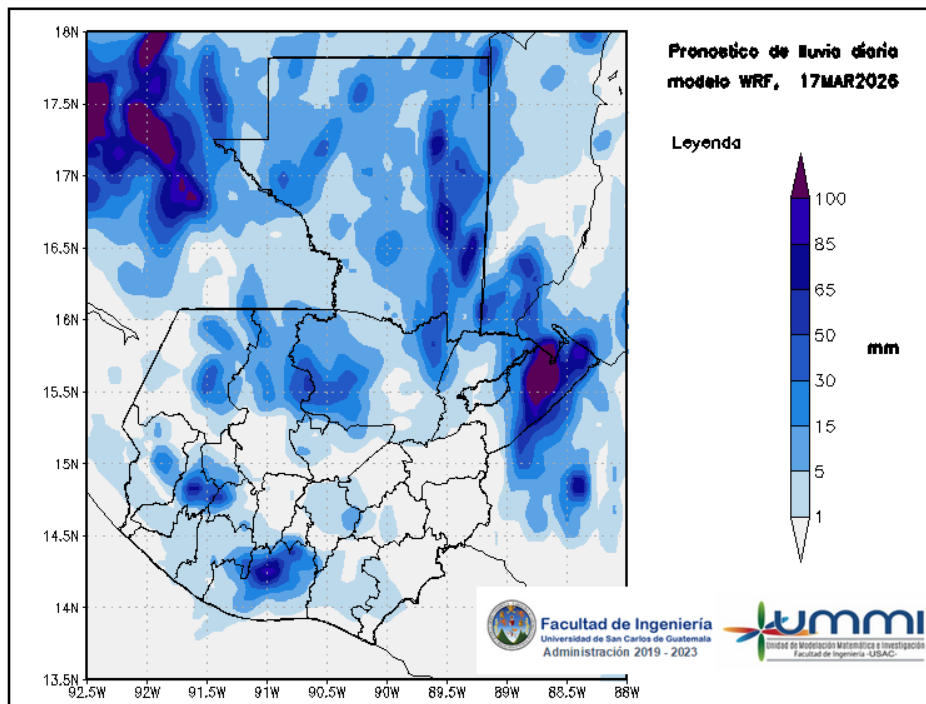 Pronostico de lluvia diaria
modelo WRF, 17MAR2026
Leyenda
100
85
65
50
30
15
5
1
mm
18N
17.5N
17N
16.5N
16N
15.5N
15N
14.5N
14N
13.5N
92.5W
92W
91.5W
91W
90.5W
90W
89.5W
89W
88.5W
88W
Facultad de Ingeniería
Universidad de San Carlos de Guatemala
Administración 2019 - 2023
ummi
Unidad de Modelación Matemática e Investigación
Facultad de Ingeniería -USAC-